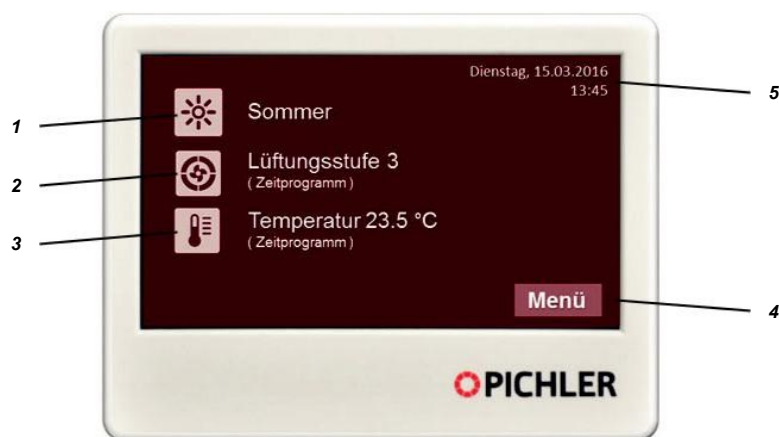 Dienstag, 15.03.2016
13:45
5
1
Sommer
2
Lüftungsstufe 3
( Zeitprogramm )
3
Temperatur 23.5 °C
( Zeitprogramm )
Menü
4
PICHLER